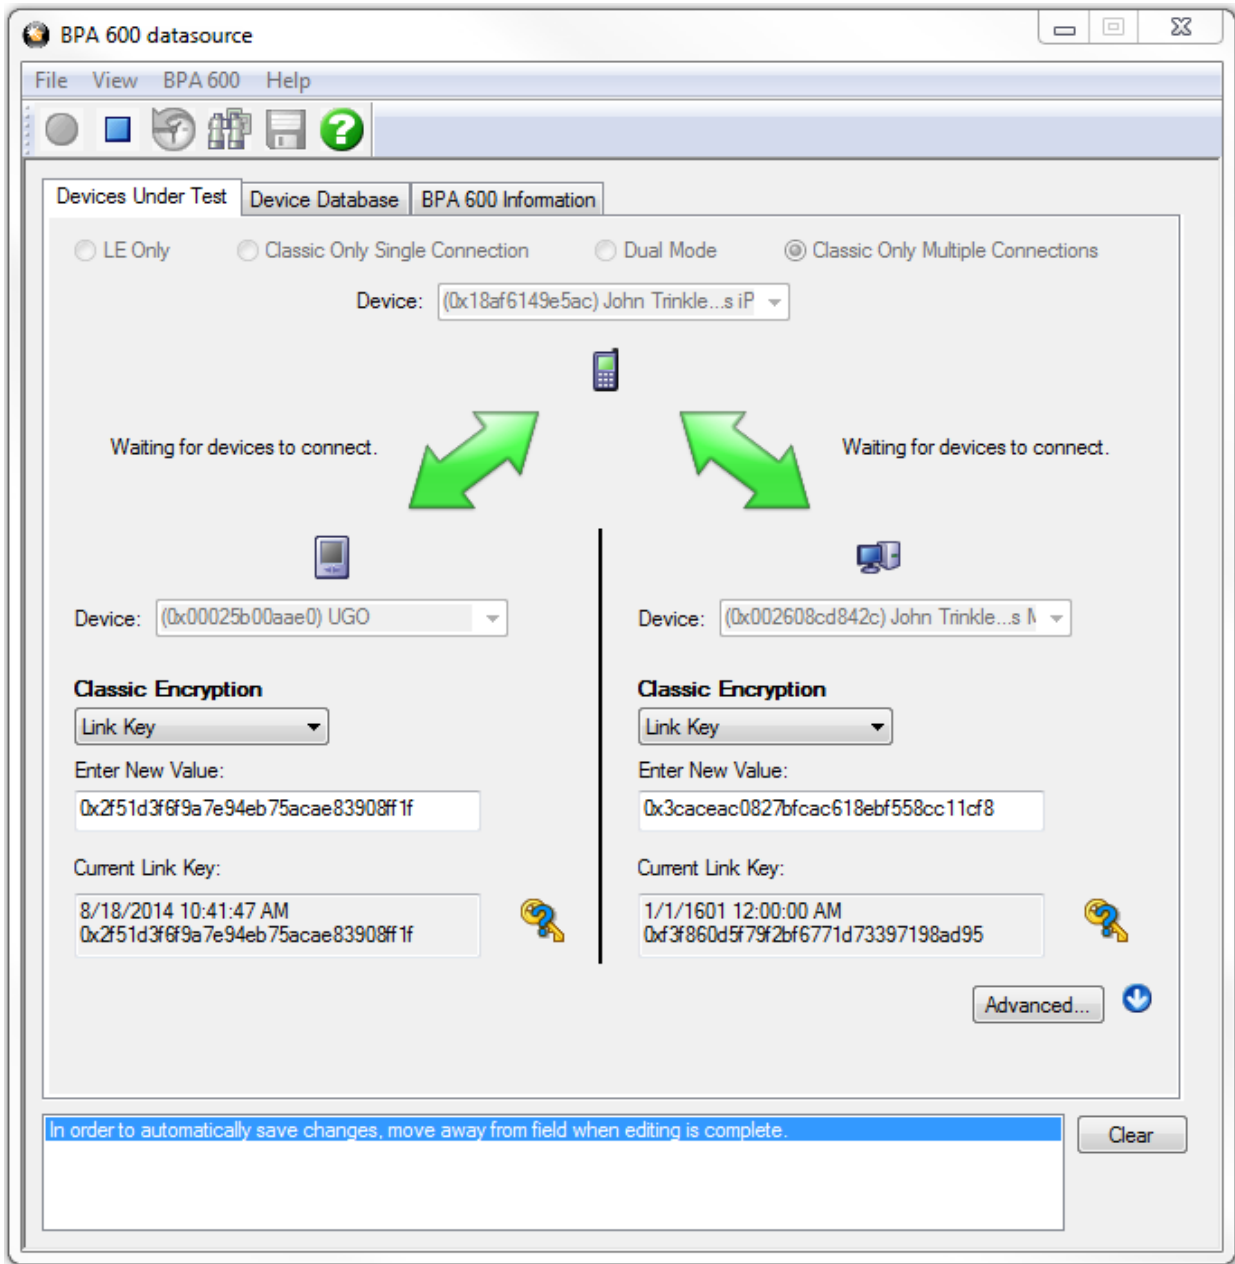 BPA 600 datasource
File View BPA 600 Help
Devices Under Test Device Database BPA 600 Information
LE Only Classic Only Single Connection Dual Mode Classic Only Multiple Connections
Device: (0x18af6149e5ac) John Trinkle...s iP
Waiting for devices to connect. Waiting for devices to connect.
Device: (0x00025b00aae0) UGO Device: (0x002608cd842c) John Trinkle...s M
Classic Encryption Classic Encryption
Link Key Link Key
Enter New Value: Enter New Value:
0x2f51d3f6f9a7e94eb75acae83908ff1f 0x3caceac0827bfcac618ebf558cc11cf8
Current Link Key: Current Link Key:
8/18/2014 10:41:47 AM 1/1/1601 12:00:00 AM
0x2f51d3f6f9a7e94eb75acae83908ff1f 0xf3f860d5f79f2bf6771d73397198ad95
Advanced...
In order to automatically save changes, move away from field when editing is complete.
Clear